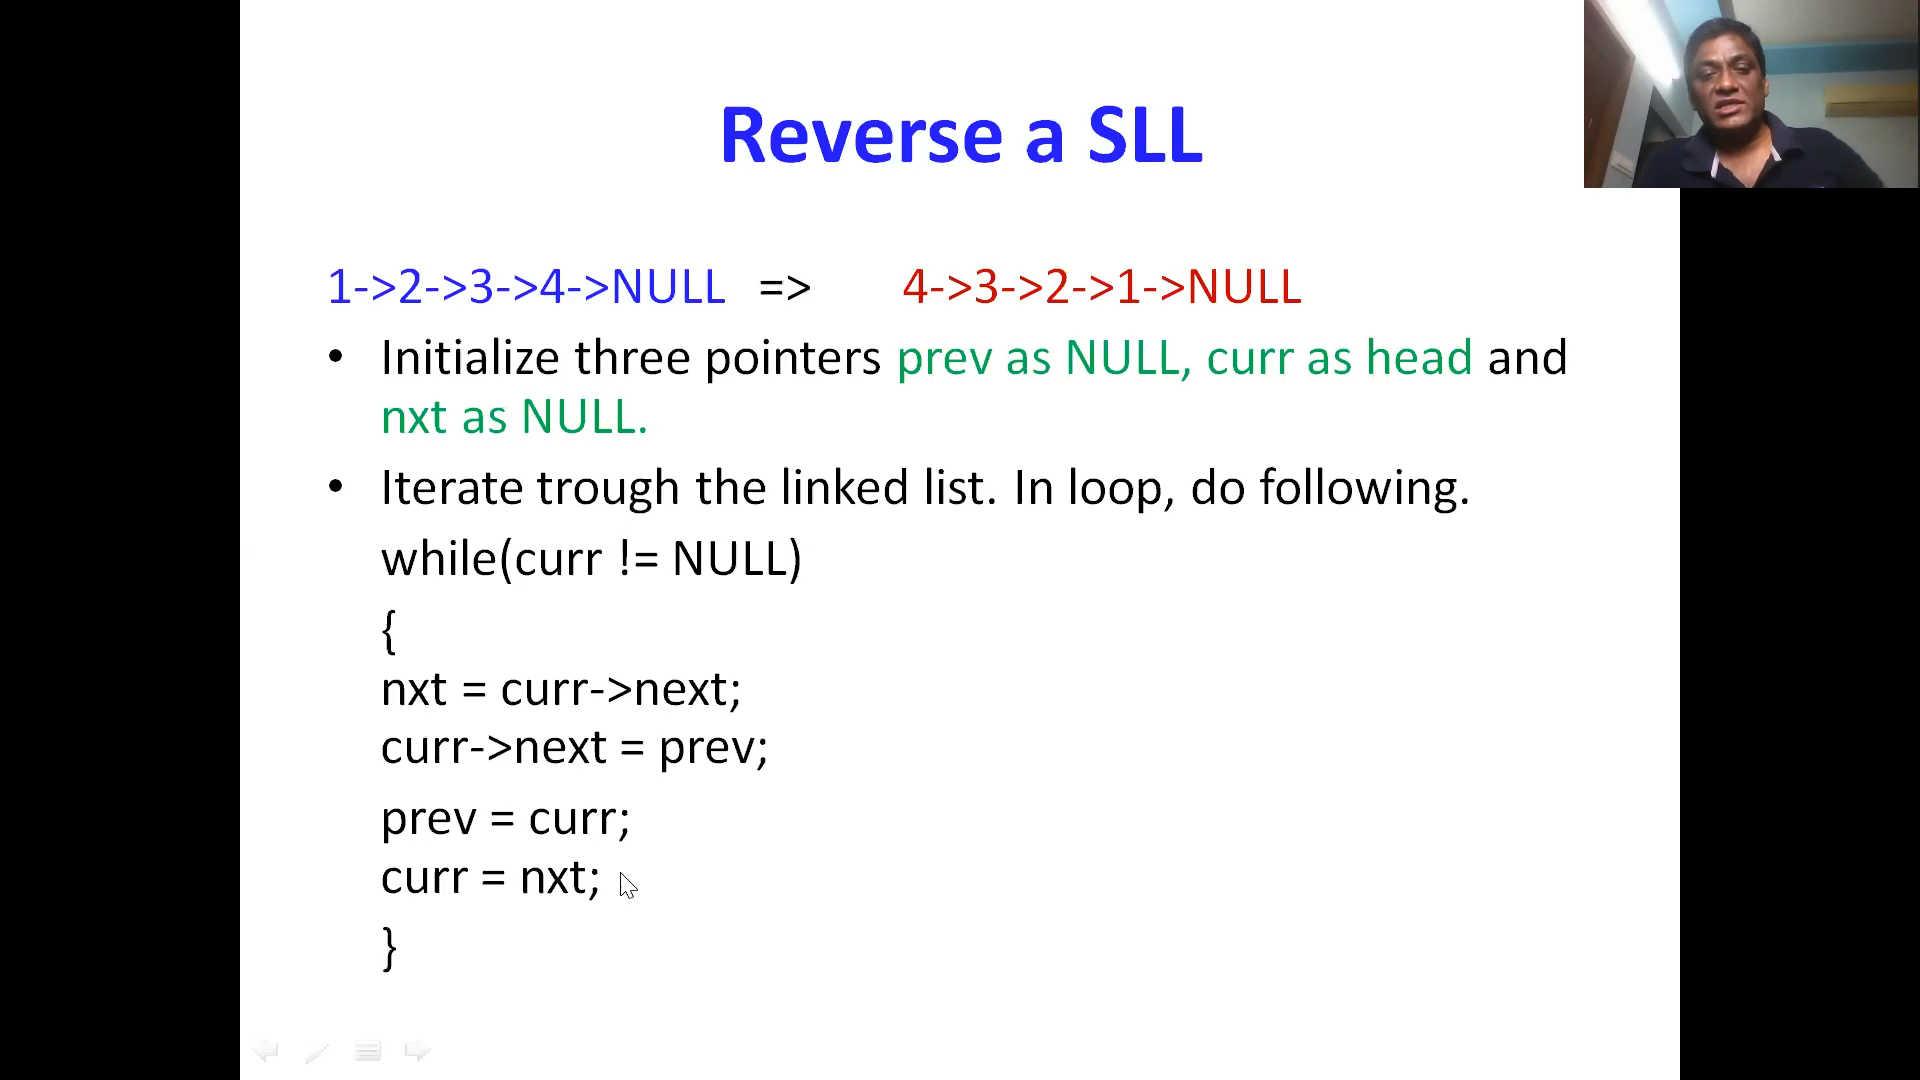 Reverse a SLL
1->2->3->4->NULL => 4->3->2->1->NULL
• Initialize three pointers prev as NULL, curr as head and
nxt as NULL.
• Iterate trough the linked list. In loop, do following.
while(curr != NULL)
{
nxt = curr->next;
curr->next = prev;
prev = curr;
curr = nxt;
}